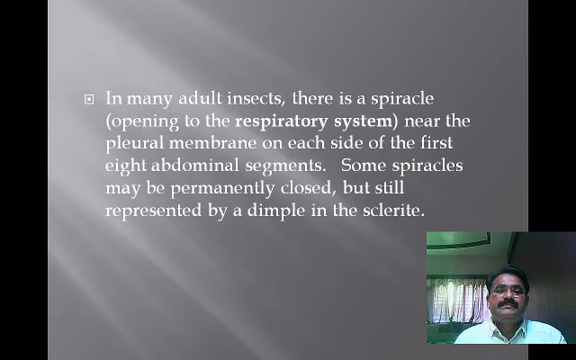 In many adult insects, there is a spiracle
(opening to the respiratory system) near the
pleural membrane on each side of the first
eight abdominal segments. Some spiracles
may be permanently closed, but still
represented by a dimple in the sclerite.